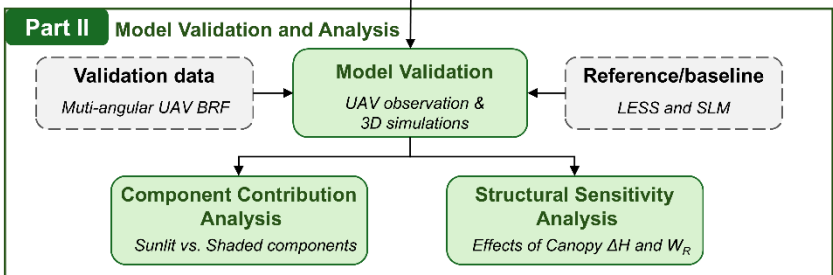 Part II Model Validation and Analysis
Validation data
Muti-angular UAV BRF
Model Validation
UAV observation &
3D simulations
Reference/baseline
LESS and SLM
Component Contribution
Analysis
Sunlit vs. Shaded components
Structural Sensitivity
Analysis
Effects of Canopy ΔH and W_R